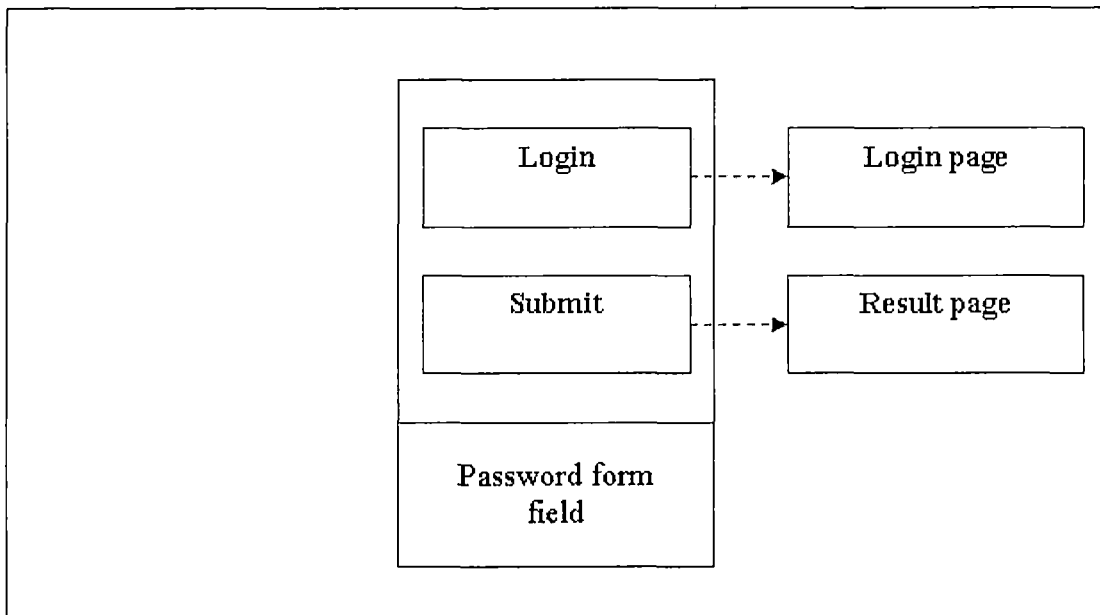 Login
Login page
Submit
Result page
Password form
field